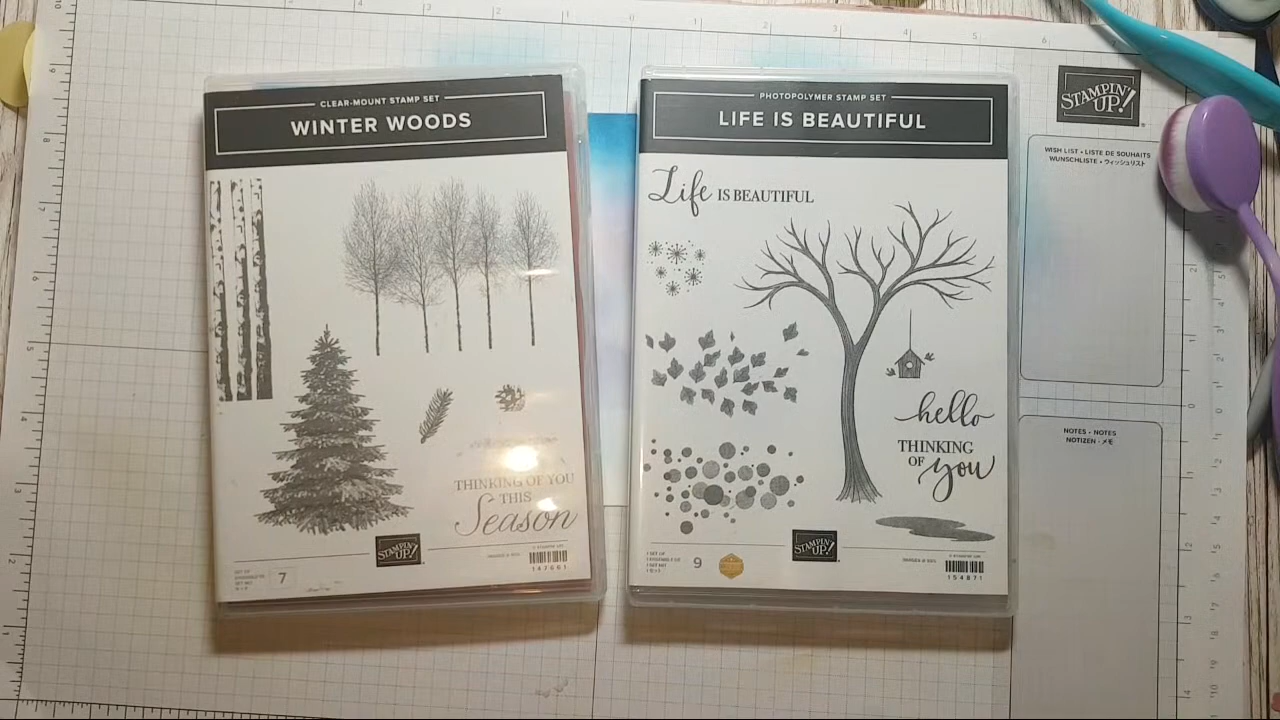 CLEAR-MOUNT STAMP SET
WINTER WOODS
THINKING OF YOU
THIS
Season
STAMPIN' UP!
7
147661
PHOTOPOLYMER STAMP SET
LIFE IS BEAUTIFUL
Life IS BEAUTIFUL
hello
THINKING
OF you
STAMPIN' UP!
9
154871
STAMPIN' UP!
WISH LIST • LISTE DE SOUHAITS
WUNSCHLISTE • ウィッシュリスト
NOTES • NOTES
NOTIZEN • メモ